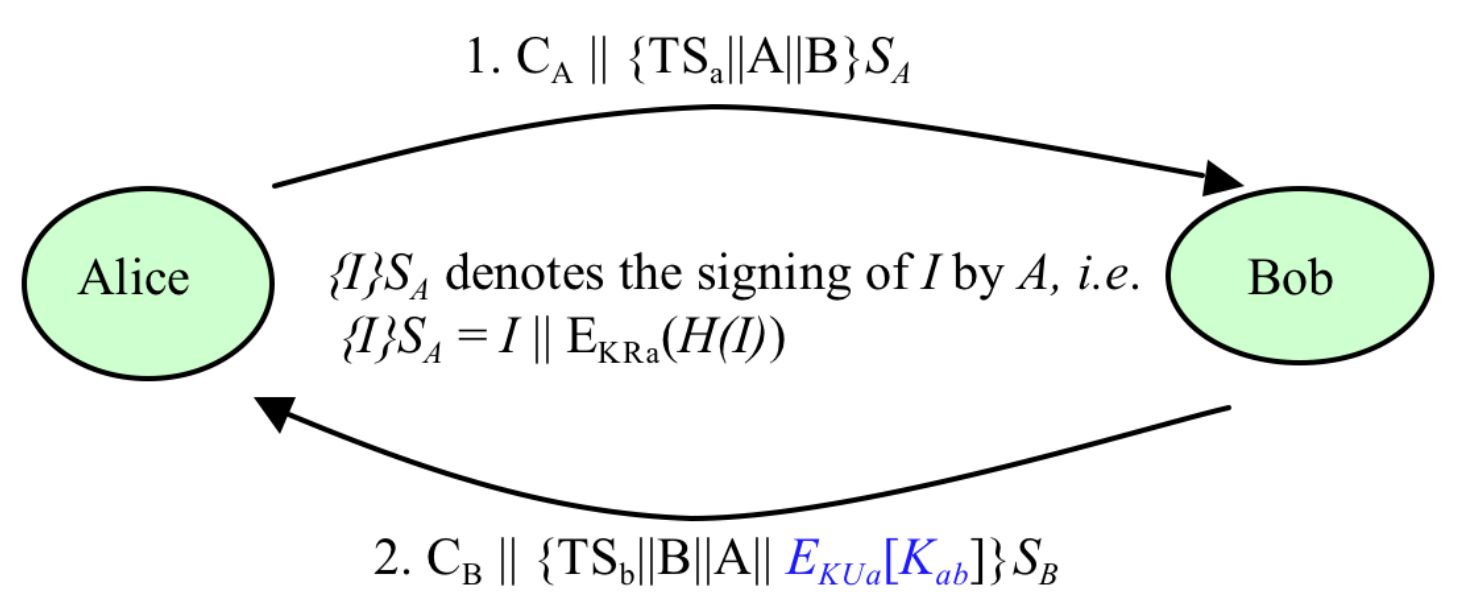 1. C_A || {TS_a||A||B}S_A
Alice
{I}S_A denotes the signing of I by A, i.e.
{I}S_A = I || E_KRa(H(I))
Bob
2. C_B || {TS_b||B||A|| E_KUa[K_ab]}S_B